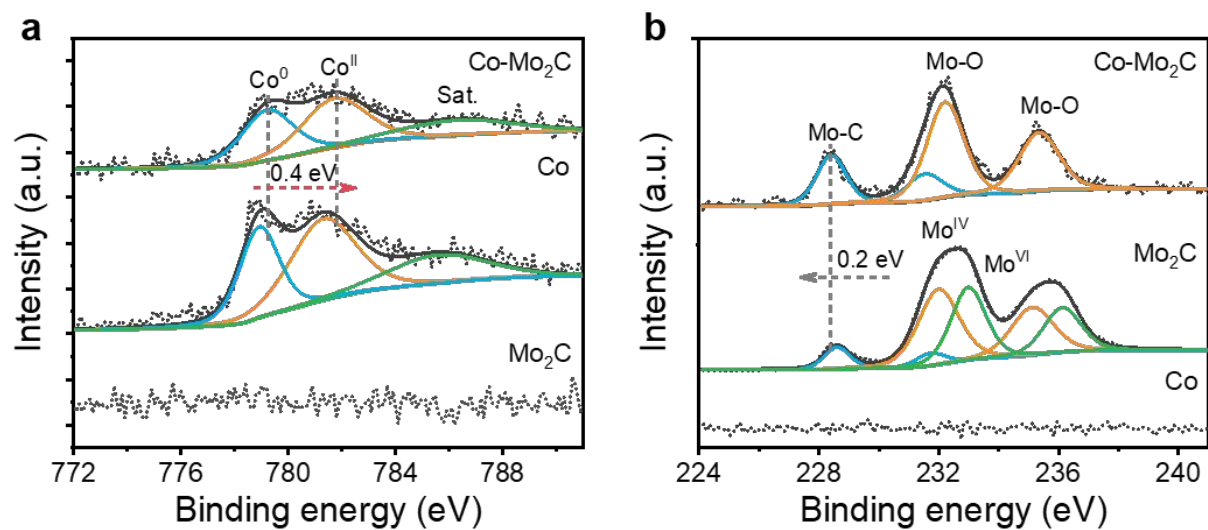 a
Co-Mo₂C
Co⁰
Coᴵᴵ
Sat.
Co
0.4 eV
Mo₂C
Intensity (a.u.)
772 776 780 784 788
Binding energy (eV)
b
Co-Mo₂C
Mo-O
Mo-O
Mo-C
Moᴵⱽ
Mo₂C
Moⱽᴵ
0.2 eV
Co
Intensity (a.u.)
224 228 232 236 240
Binding energy (eV)